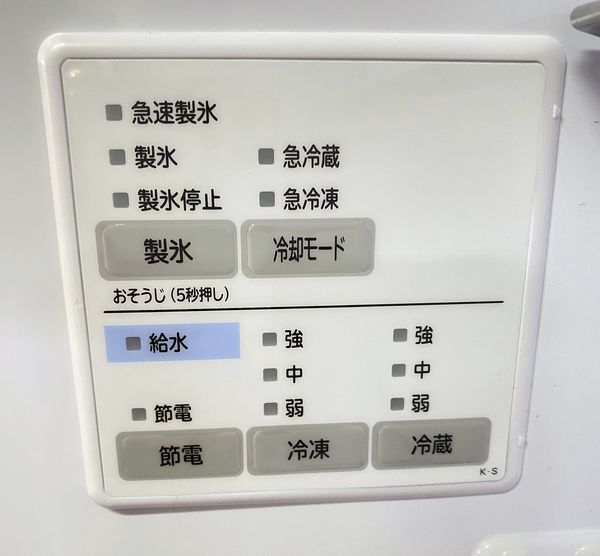 急速製氷
製氷 急冷蔵
製氷停止 急冷凍
製氷 冷却モード
おそうじ（5秒押し）
給水 強 強
中 中
節電 弱 弱
節電 冷凍 冷蔵
K-S